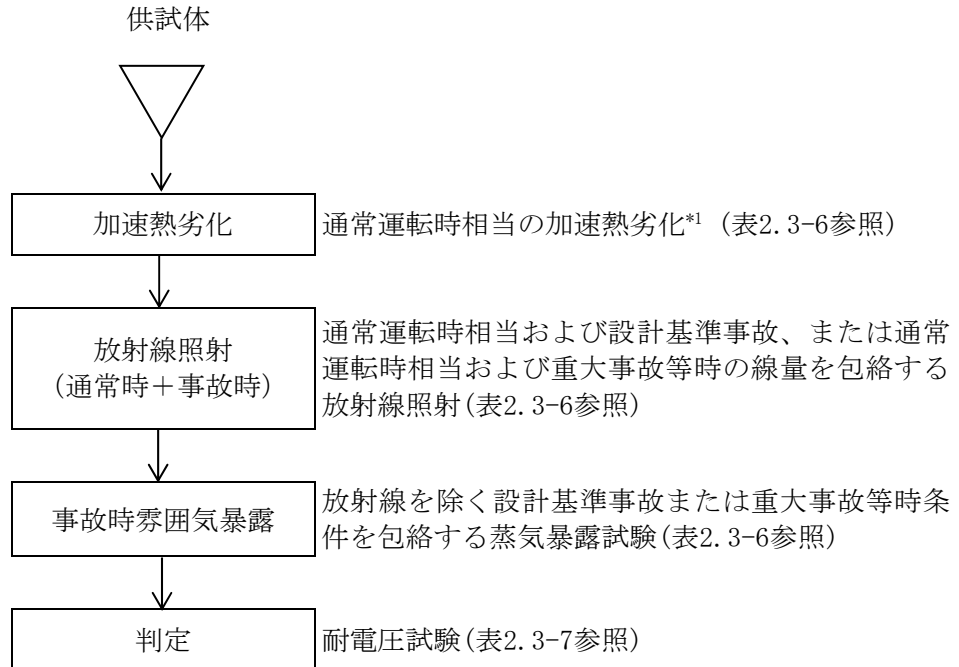 供試体
加速熱劣化
通常運転時相当の加速熱劣化*1 (表2.3-6参照)
放射線照射
(通常時＋事故時)
通常運転時相当および設計基準事故、または通常
運転時相当および重大事故等時の線量を包絡する
放射線照射(表2.3-6参照)
事故時雰囲気暴露
放射線を除く設計基準事故または重大事故等時条
件を包絡する蒸気暴露試験(表2.3-6参照)
判定
耐電圧試験(表2.3-7参照)